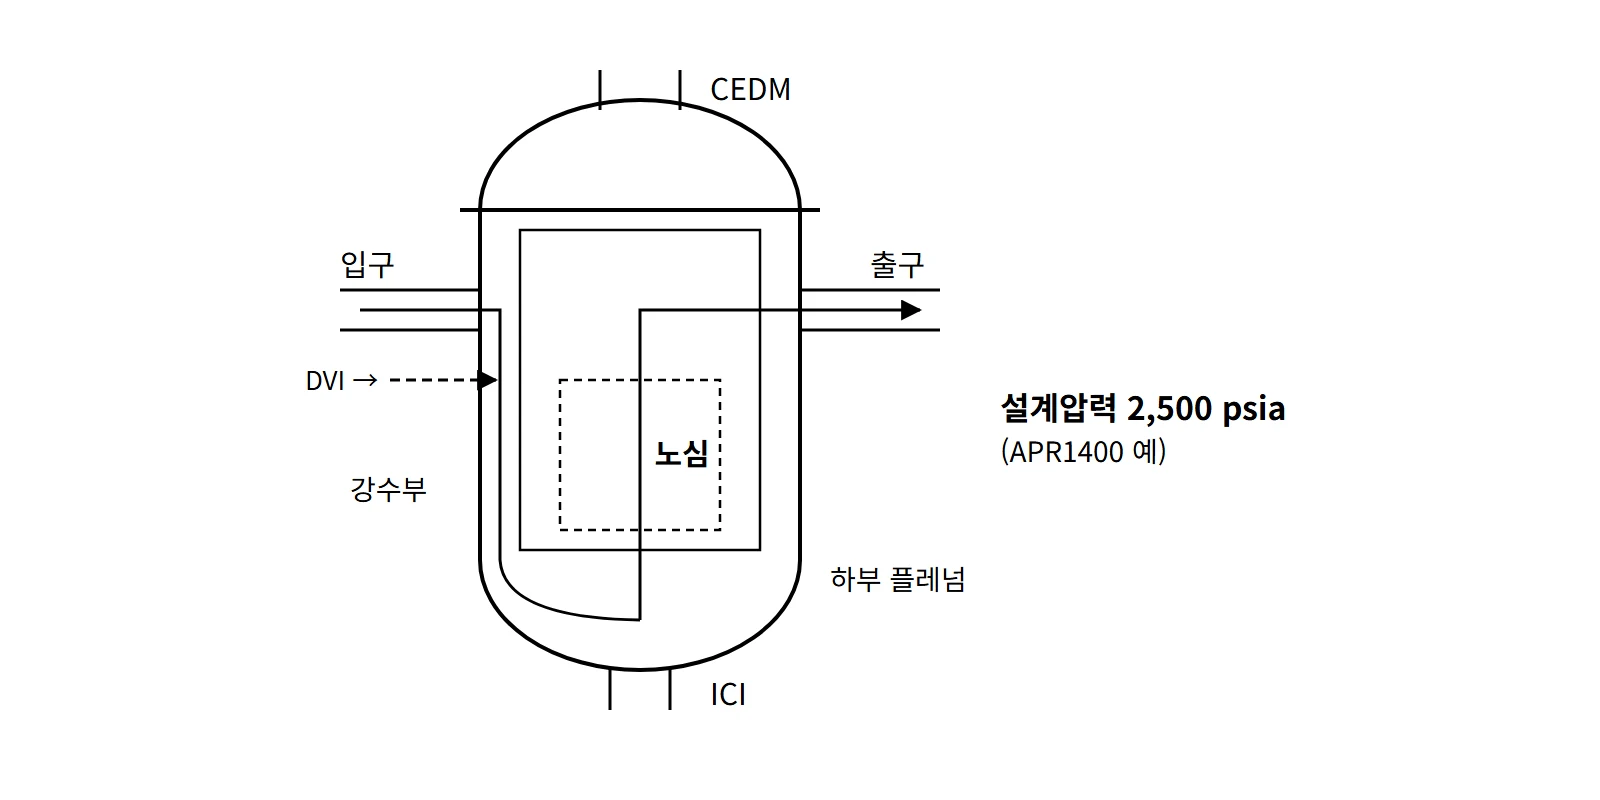 CEDM
입구
출구
DVI →
설계압력 2,500 psia
(APR1400 예)
노심
강수부
하부 플레넘
ICI